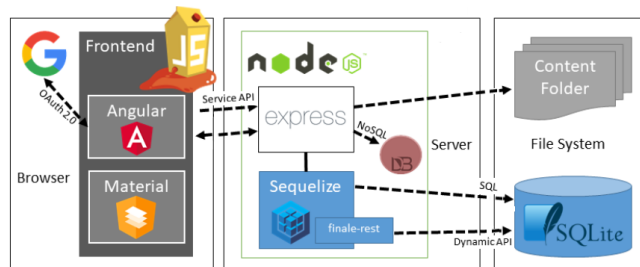 Frontend
JS
OAuth 2.0
Angular
A
Material
Browser
Service API
node
JS
express
NoSQL
DB
Server
Sequelize
finale-rest
SQL
Dynamic API
Content
Folder
File System
SQLite